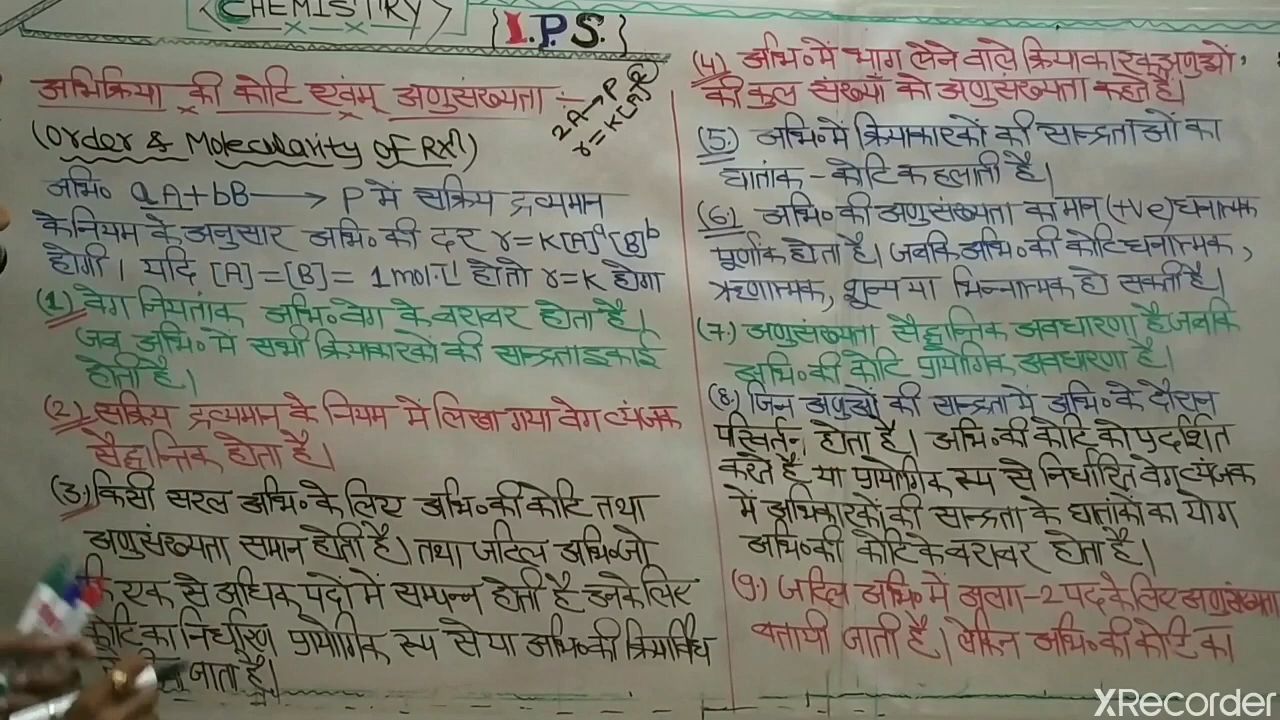 CHEMISTRY
{I.P.S.}
अभिक्रिया की कोटि एवंम् अणुसंख्यता :-
2A → P
(Order & Molecularity of Rxn)
अभि० aA+bB → P में सक्रिय द्रव्यमान
के नियम के अनुसार अभि० की दर r=K[A]ᵃ[B]ᵇ
होगी। यदि [A]=[B]= 1 mol·L⁻¹ हो तो r=K होगा
(1) वेग नियतांक अभि० वेग के बराबर होता है।
जब अभि० में सभी क्रियाकारकों की सान्द्रता इकाई
होती है।
(2) सक्रिय द्रव्यमान के नियम में लिखा गया वेग व्यंजक
सैद्धान्तिक होता है।
(3) किसी सरल अभि० के लिए अभि० की कोटि तथा
अणुसंख्यता समान होती है। तथा जटिल अभि० जो
कि एक से अधिक पदों में सम्पन्न होती है उनके लिए
कोटि का निर्धारण प्रायोगिक रूप से या अभि० की क्रियाविधि
जाता है।
(4) अभि० में भाग लेने वाले क्रियाकारक अणुओं
की कुल संख्या को अणुसंख्यता कहते है।
(5) अभि० में क्रियाकारकों की सान्द्रताओं का
घातांक - कोटि कहलाती है।
(6) अभि० की अणुसंख्यता का मान (+Ve) धनात्मक
पूर्णांक होता है। जबकि अभि० की कोटि धनात्मक,
ऋणात्मक, शून्य या भिन्नात्मक हो सकती है।
(7.) अणुसंख्यता सैद्धान्तिक अवधारणा है जबकि
अभि० की कोटि प्रायोगिक अवधारणा है।
(8.) जिन अणुओं की सान्द्रता में अभि० के दौरान
परिवर्तन होता है। अभि० की कोटि को प्रदर्शित
करते है या प्रायोगिक रूप से निर्धारित वेग व्यंजक
में अभिकारकों की सान्द्रता के घातांकों का योग
अभि० की कोटि के बराबर होता है।
(9.) जटिल अभि० में अलग-2 पद के लिए अणुसंख्यता
बतायी जाती है। लेकिन अभि० की कोटि का
XRecorder